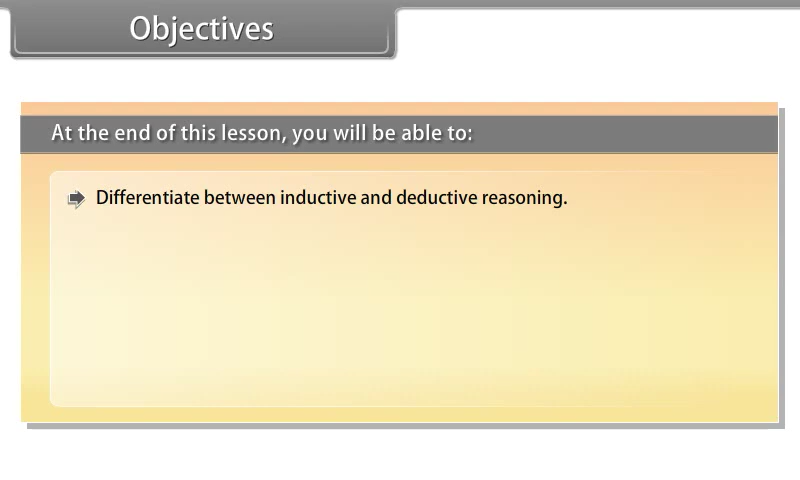 Objectives
At the end of this lesson, you will be able to:
Differentiate between inductive and deductive reasoning.